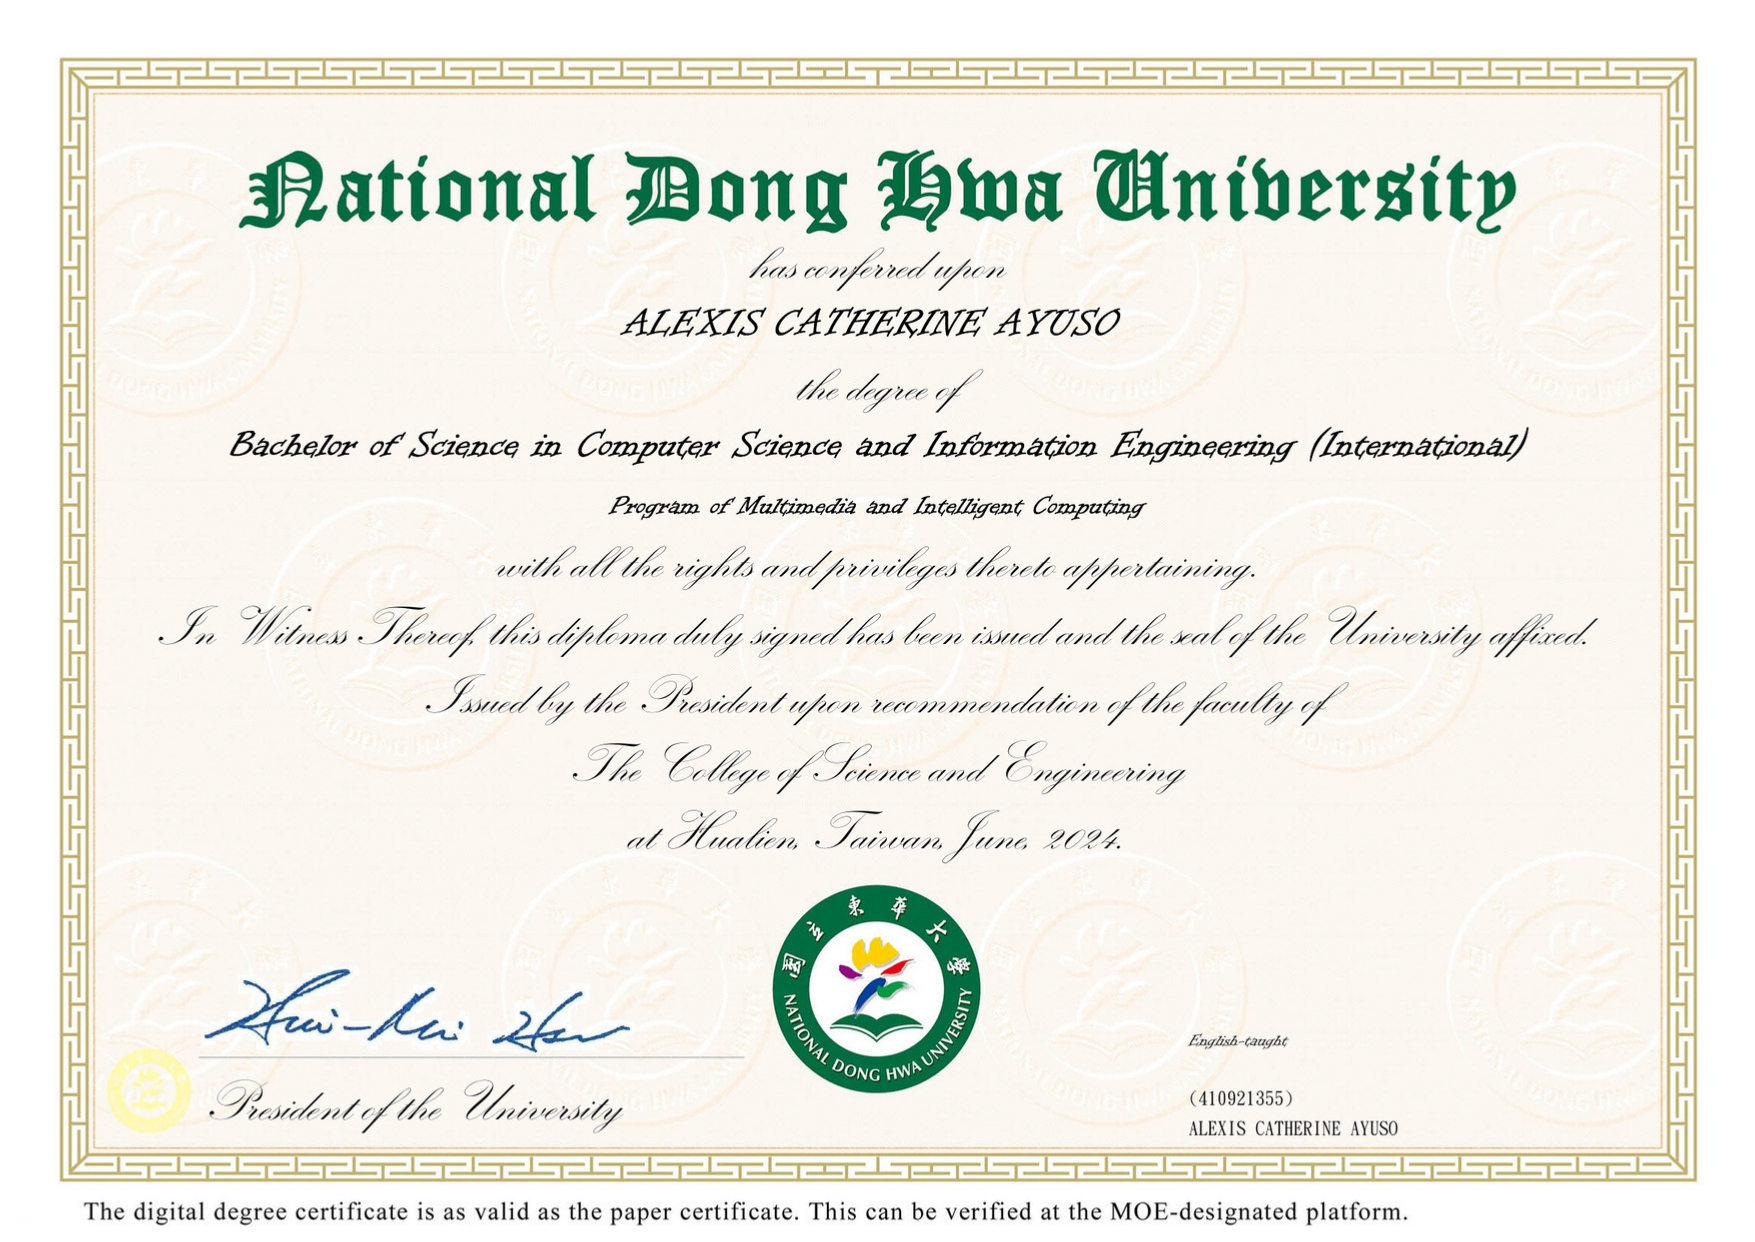 National Dong Hwa University
has conferred upon
ALEXIS CATHERINE AYUSO
the degree of
Bachelor of Science in Computer Science and Information Engineering (International)
Program of Multimedia and Intelligent Computing
with all the rights and privileges thereto appertaining.
In Witness Thereof, this diploma duly signed has been issued and the seal of the University affixed.
Issued by the President upon recommendation of the faculty of
The College of Science and Engineering
at Hualien, Taiwan, June, 2024.
國立東華大學
NATIONAL DONG HWA UNIVERSITY
President of the University
English-taught
(410921355)
ALEXIS CATHERINE AYUSO
The digital degree certificate is as valid as the paper certificate. This can be verified at the MOE-designated platform.